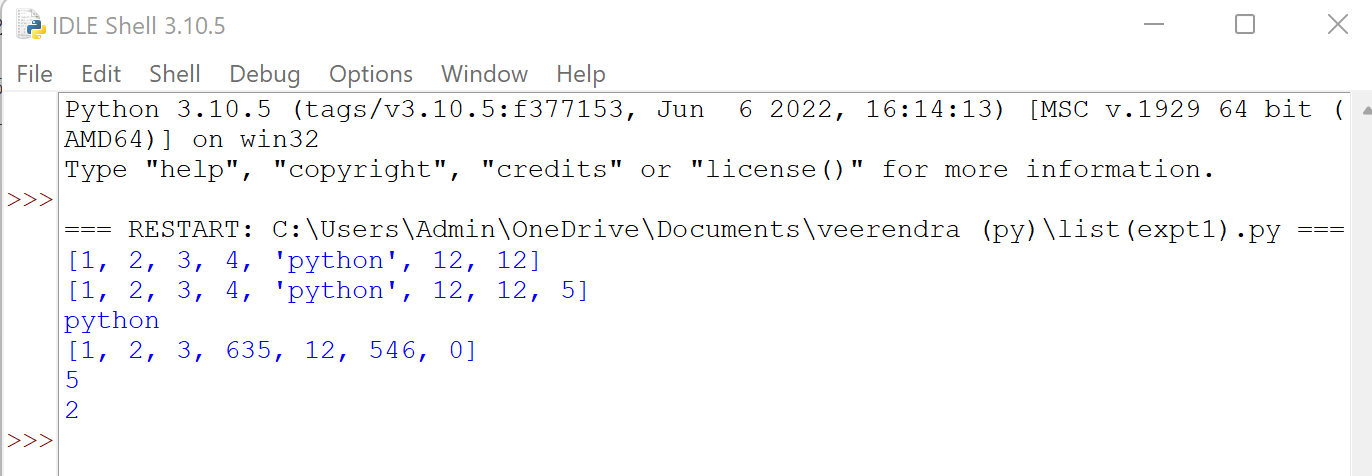 IDLE Shell 3.10.5
File Edit Shell Debug Options Window Help
Python 3.10.5 (tags/v3.10.5:f377153, Jun  6 2022, 16:14:13) [MSC v.1929 64 bit (
AMD64)] on win32
Type "help", "copyright", "credits" or "license()" for more information.
>>>
=== RESTART: C:\Users\Admin\OneDrive\Documents\veerendra (py)\list(expt1).py ===
[1, 2, 3, 4, 'python', 12, 12]
[1, 2, 3, 4, 'python', 12, 12, 5]
python
[1, 2, 3, 635, 12, 546, 0]
5
2
>>>